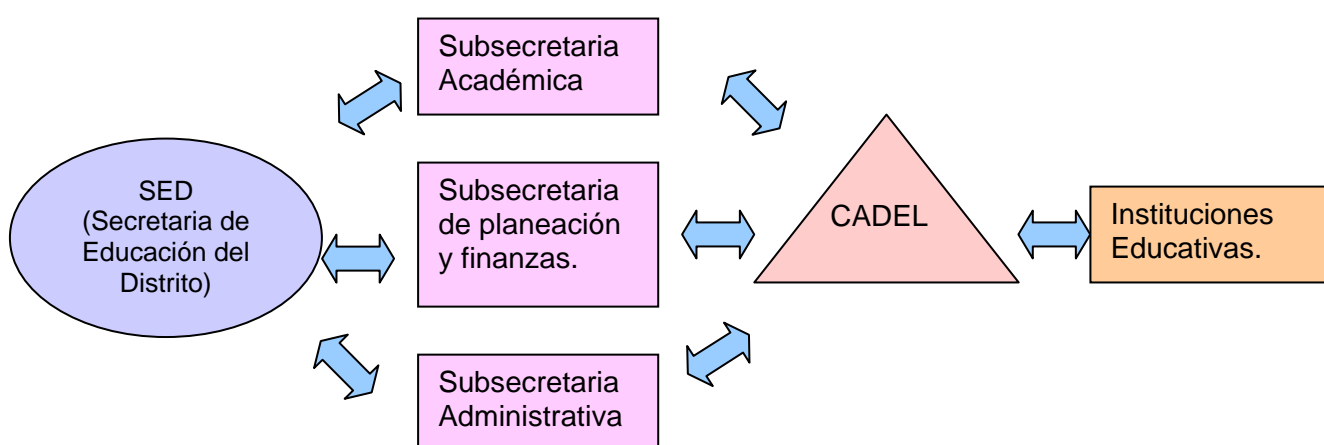 SED
(Secretaria de
Educación del
Distrito)
Subsecretaria
Académica
Subsecretaria
de planeación
y finanzas.
Subsecretaria
Administrativa
CADEL
Instituciones
Educativas.